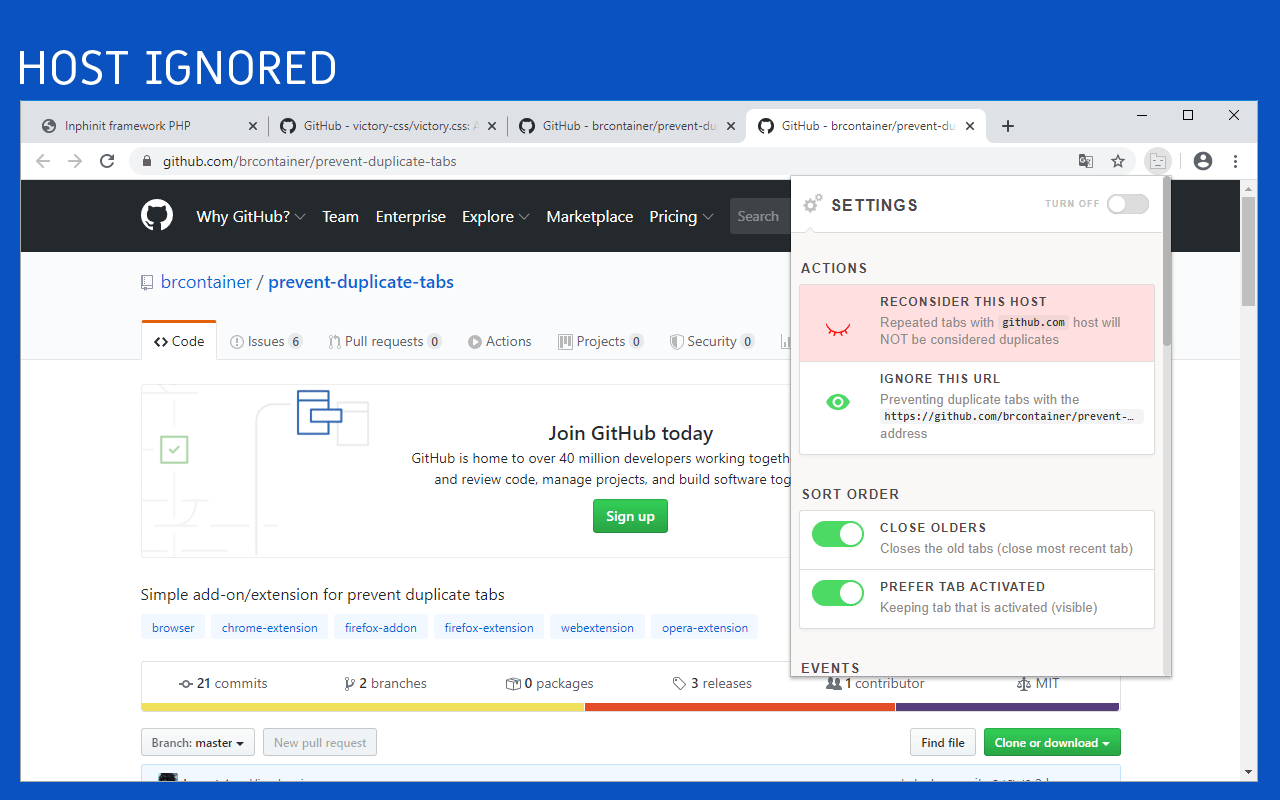 HOST IGNORED
Inphinit framework PHP
GitHub - victory-css/victory.css: A
GitHub - brcontainer/prevent-du
GitHub - brcontainer/prevent-du
github.com/brcontainer/prevent-duplicate-tabs
Why GitHub? Team Enterprise Explore Marketplace Pricing Search
brcontainer / prevent-duplicate-tabs
Code Issues 6 Pull requests 0 Actions Projects 0 Security 0
Join GitHub today
GitHub is home to over 40 million developers working togeth
and review code, manage projects, and build software tog
Sign up
Simple add-on/extension for prevent duplicate tabs
browser chrome-extension firefox-addon firefox-extension webextension opera-extension
21 commits 2 branches 0 packages 3 releases 1 contributor MIT
Branch: master New pull request Find file Clone or download
SETTINGS TURN OFF
ACTIONS
RECONSIDER THIS HOST
Repeated tabs with github.com host will
NOT be considered duplicates
IGNORE THIS URL
Preventing duplicate tabs with the
https://github.com/brcontainer/prevent-…
address
SORT ORDER
CLOSE OLDERS
Closes the old tabs (close most recent tab)
PREFER TAB ACTIVATED
Keeping tab that is activated (visible)
EVENTS